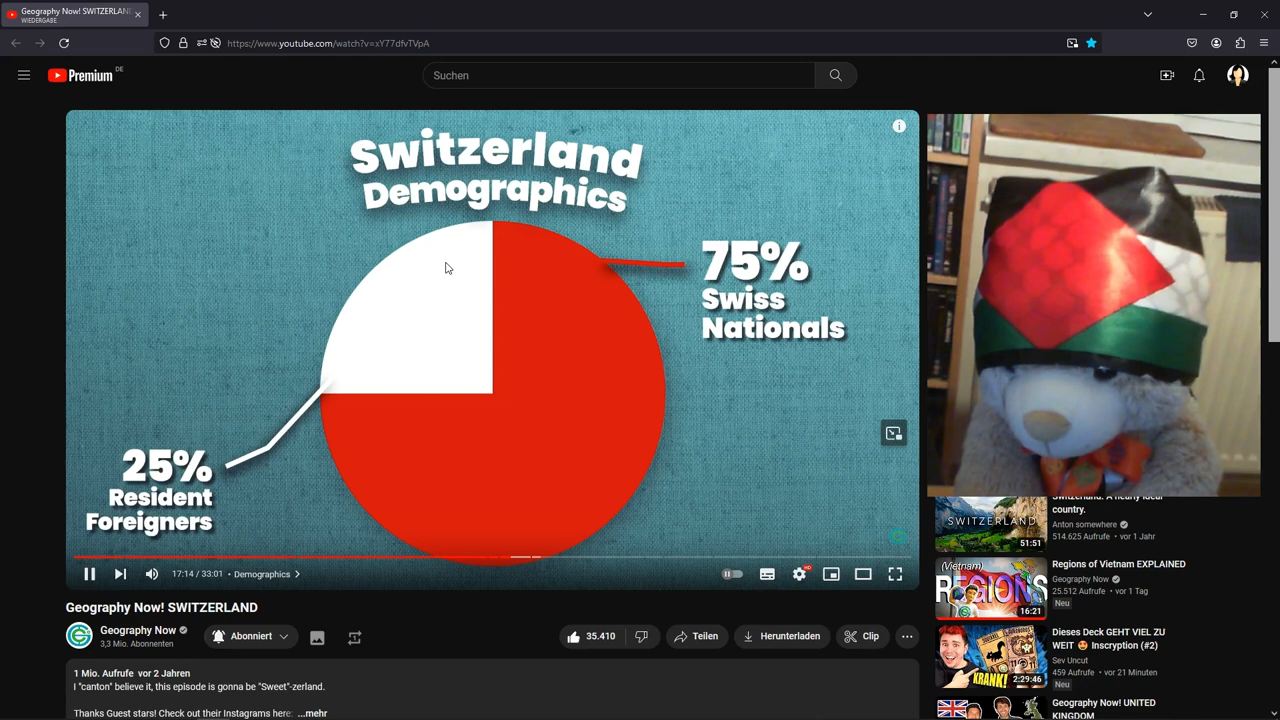 Geography Now! SWITZERLAND
WIEDERGABE
https://www.youtube.com/watch?v=xY77dfvTVpA
Premium DE
Suchen
Switzerland
Demographics
75%
Swiss
Nationals
25%
Resident
Foreigners
17:14 / 33:01 • Demographics
HD
Geography Now! SWITZERLAND
Geography Now
3,3 Mio. Abonnenten
Abonniert
35.410
Teilen
Herunterladen
Clip
1 Mio. Aufrufe vor 2 Jahren
I "canton" believe it, this episode is gonna be "Sweet"-zerland.
Thanks Guest stars! Check out their Instagrams here: ...mehr
SWITZERLAND
51:51
Switzerland. A nearly ideal
country.
Anton somewhere
514.625 Aufrufe • vor 1 Jahr
(Vietnam)
REGIONS
16:21
Regions of Vietnam EXPLAINED
Geography Now
25.512 Aufrufe • vor 1 Tag
Neu
KRANK!
2:29:46
Dieses Deck GEHT VIEL ZU
WEIT 🤩 Inscryption (#2)
Sev Uncut
459 Aufrufe • vor 21 Minuten
Neu
Geography Now! UNITED
KINGDOM